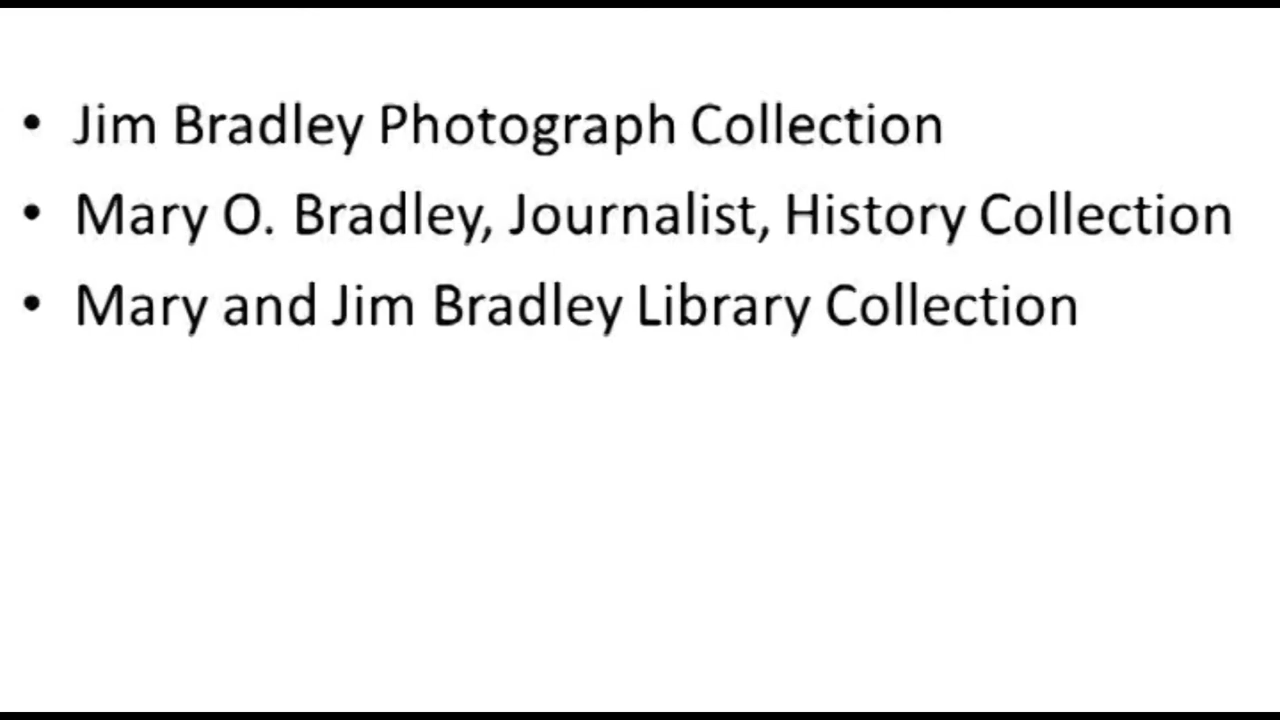 • Jim Bradley Photograph Collection
• Mary O. Bradley, Journalist, History Collection
• Mary and Jim Bradley Library Collection